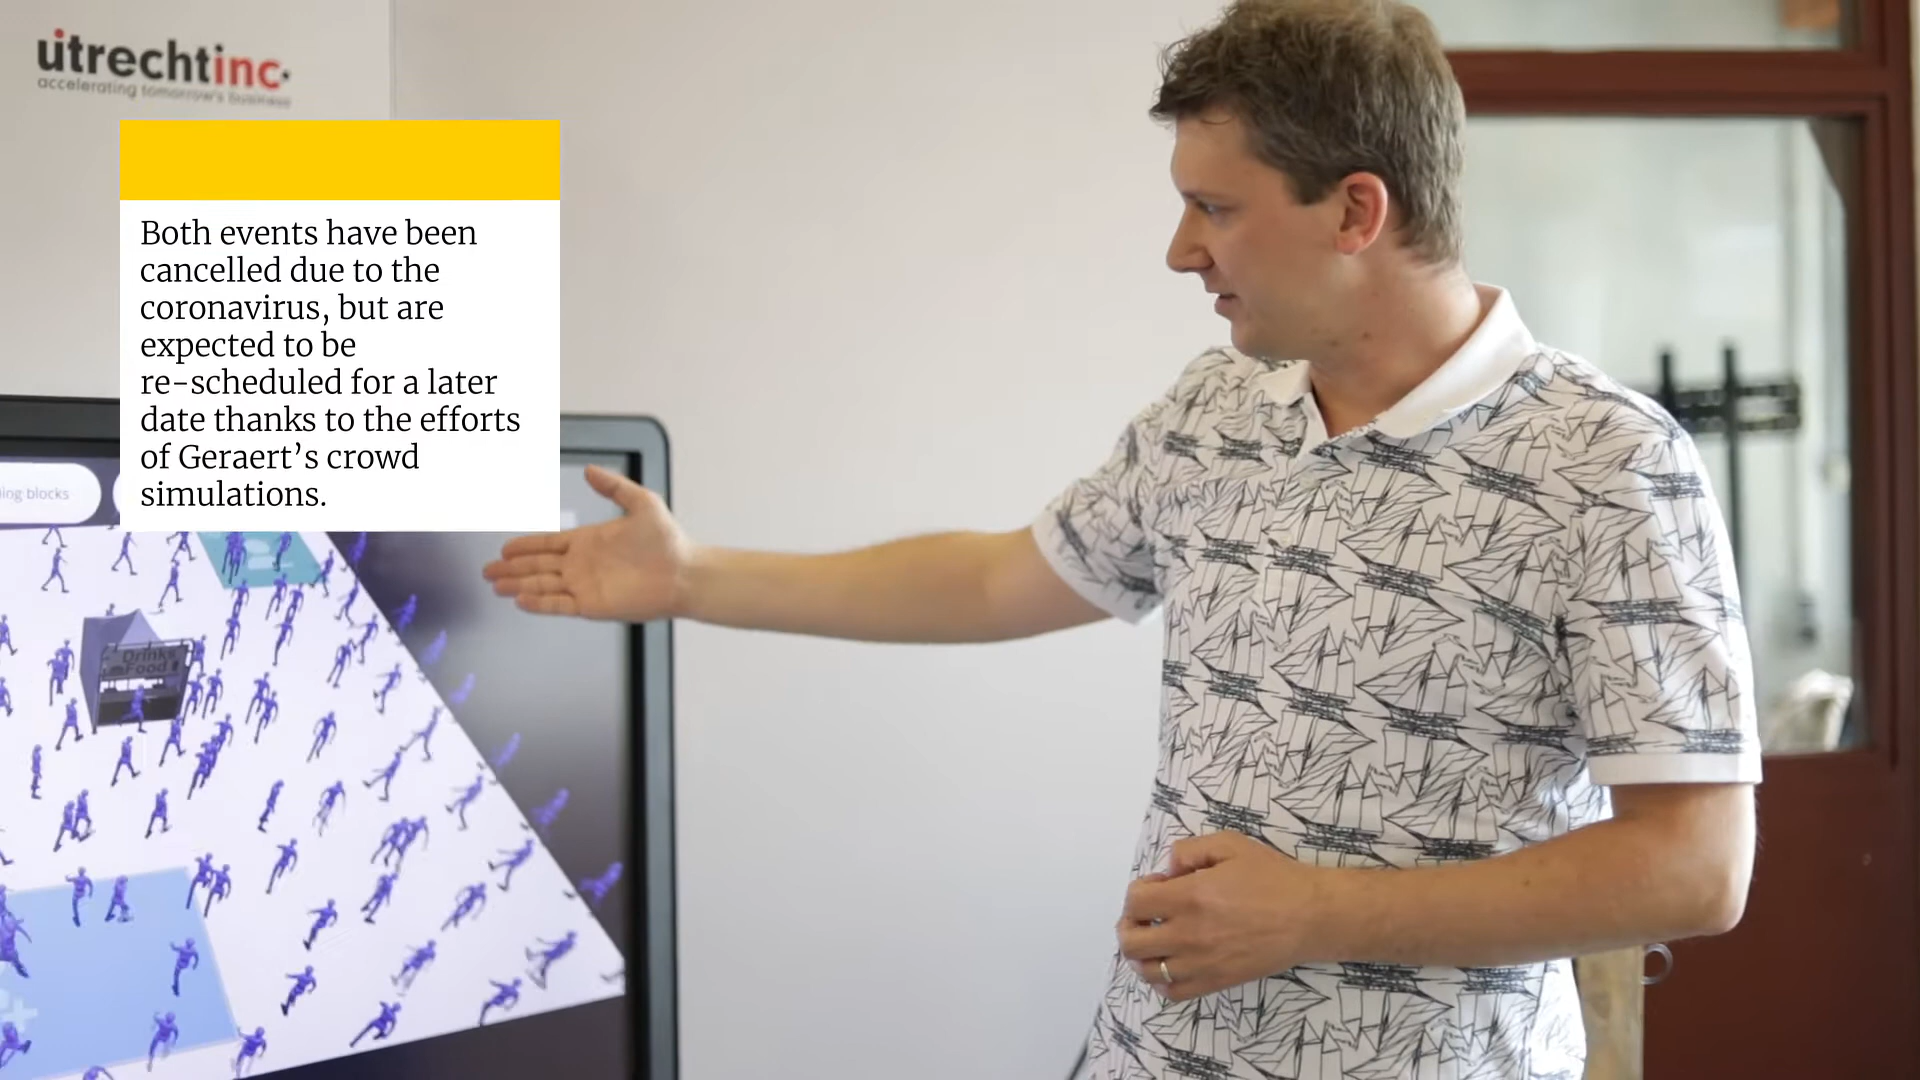 utrechtinc.
accelerating tomorrow's business
Both events have been
cancelled due to the
coronavirus, but are
expected to be
re-scheduled for a later
date thanks to the efforts
of Geraert’s crowd
simulations.
blocks
Drinks
Food